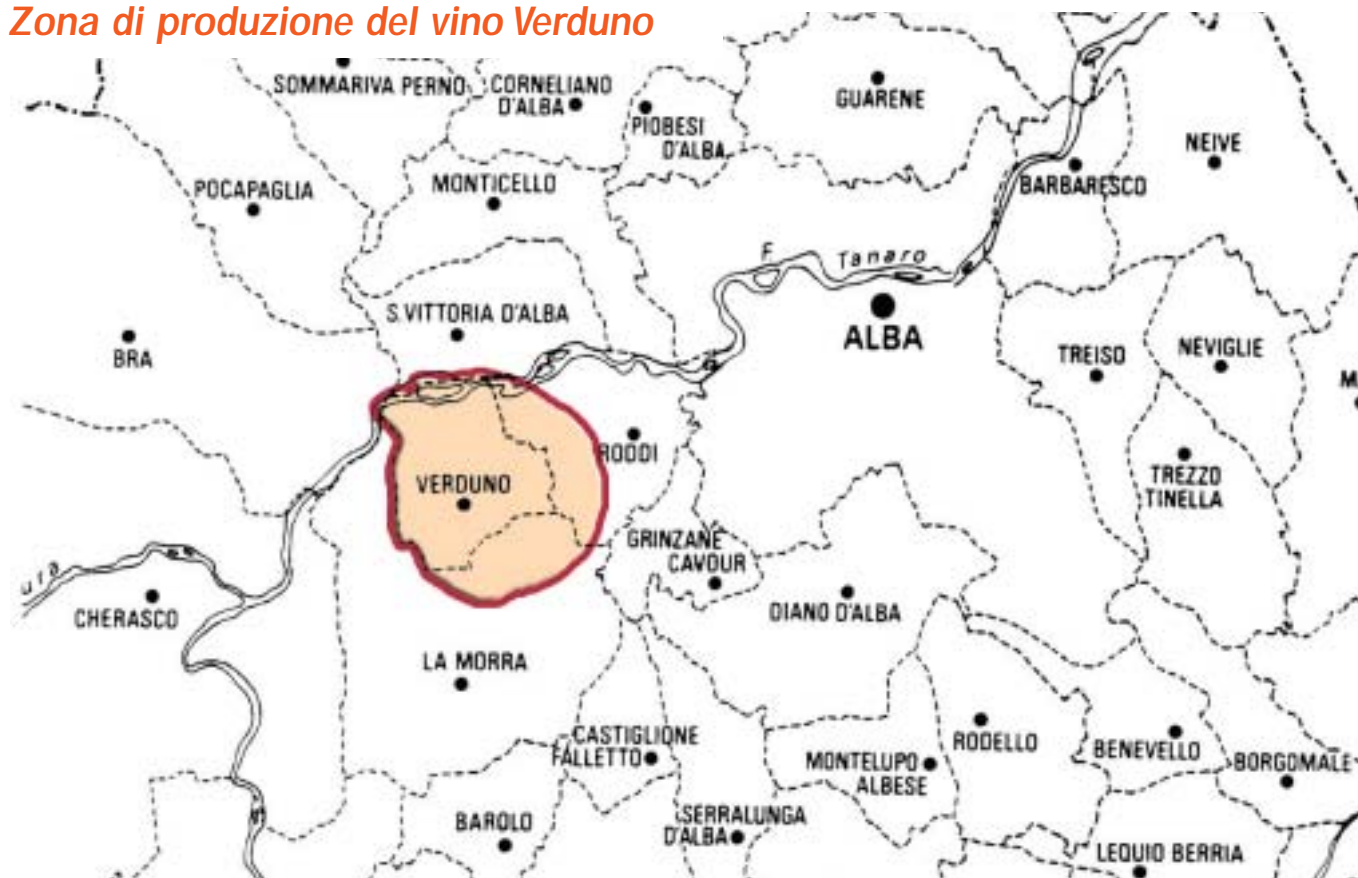 Zona di produzione del vino Verduno
SOMMARIVA PERNO
CORNELIANO
D'ALBA
GUARENE
PIOBESI
D'ALBA
NEIVE
POCAPAGLIA
MONTICELLO
BARBARESCO
F. Tanaro
S.VITTORIA D'ALBA
ALBA
BRA
TREISO
NEVIGLIE
M
RODDI
VERDUNO
TREZZO
TINELLA
GRINZANE
CAVOUR
ura
CHERASCO
DIANO D'ALBA
LA MORRA
CASTIGLIONE
FALLETTO
MONTELUPO
ALBESE
RODELLO
BENEVELLO
BORGOMALE
BAROLO
SERRALUNGA
D'ALBA
LEQUIO BERRIA